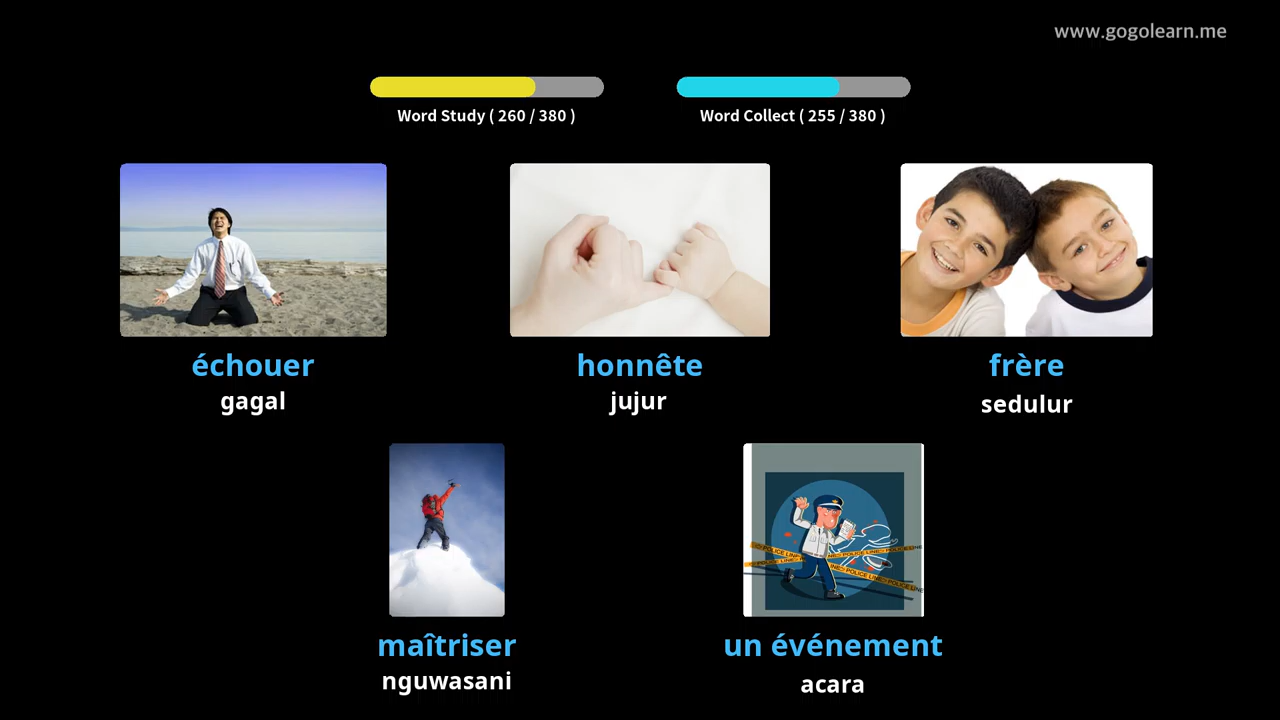 www.gogolearn.me
Word Study ( 260 / 380 )
Word Collect ( 255 / 380 )
échouer
gagal
honnête
jujur
frère
sedulur
maîtriser
nguwasani
un événement
acara